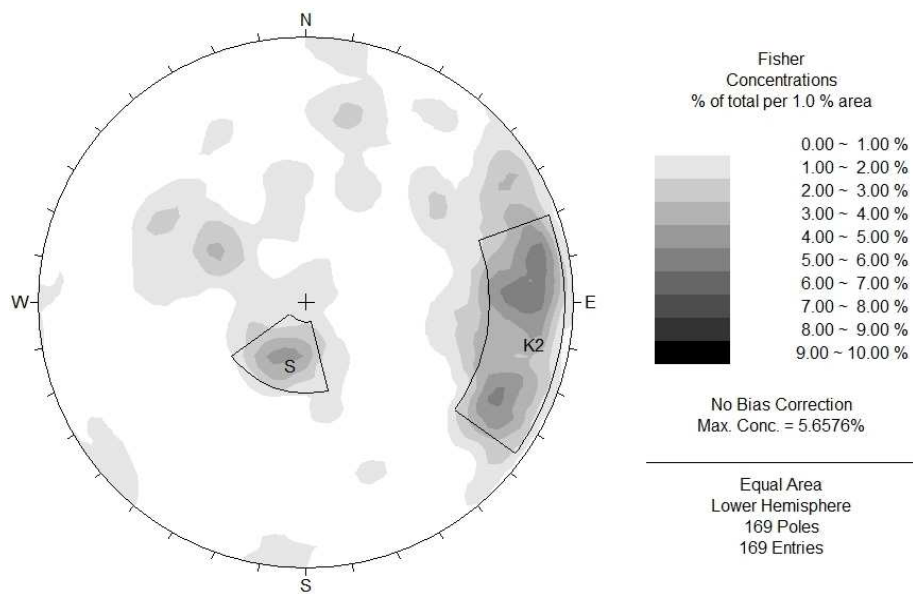 N
W
E
S
S
K2
Fisher
Concentrations
% of total per 1.0 % area
0.00 ~ 1.00 %
1.00 ~ 2.00 %
2.00 ~ 3.00 %
3.00 ~ 4.00 %
4.00 ~ 5.00 %
5.00 ~ 6.00 %
6.00 ~ 7.00 %
7.00 ~ 8.00 %
8.00 ~ 9.00 %
9.00 ~ 10.00 %
No Bias Correction
Max. Conc. = 5.6576%
Equal Area
Lower Hemisphere
169 Poles
169 Entries